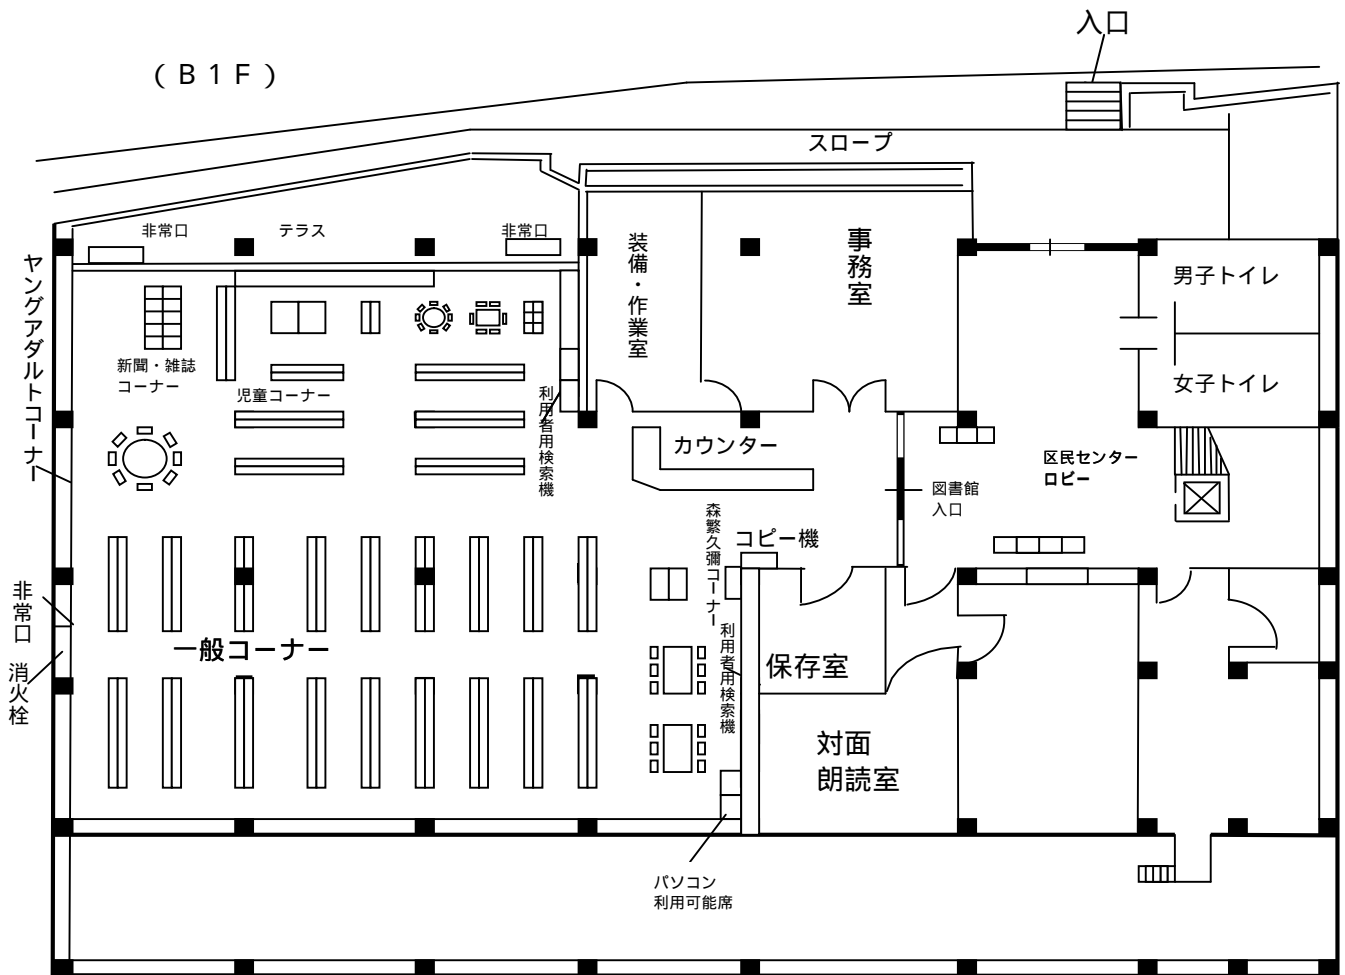 入口
(B1F)
スロープ
非常口
テラス
非常口
ヤングアダルトコーナー
装備・作業室
事務室
男子トイレ
新聞・雑誌
コーナー
児童コーナー
利用者用検索機
女子トイレ
カウンター
区民センター
ロビー
図書館
入口
森繁久彌コーナー
コピー機
非常口
一般コーナー
利用者用検索機
保存室
消火栓
対面
朗読室
パソコン
利用可能席